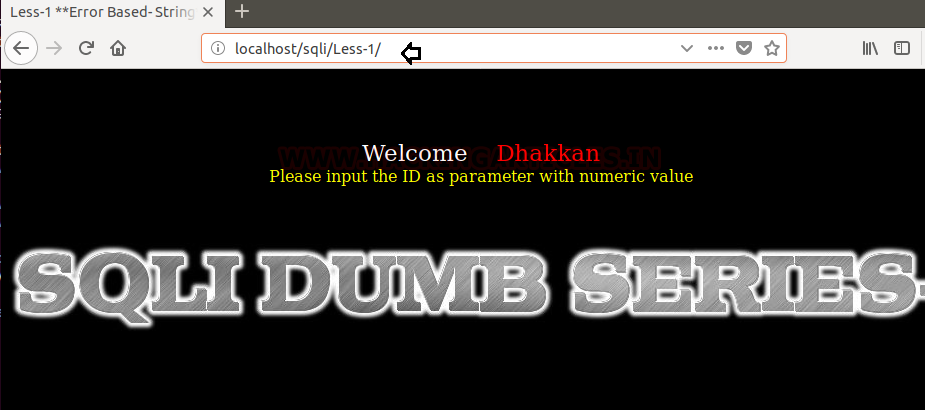 Less-1 **Error Based- String
localhost/sqli/Less-1/
Welcome Dhakkan
Please input the ID as parameter with numeric value
SQLI DUMB SERIES-